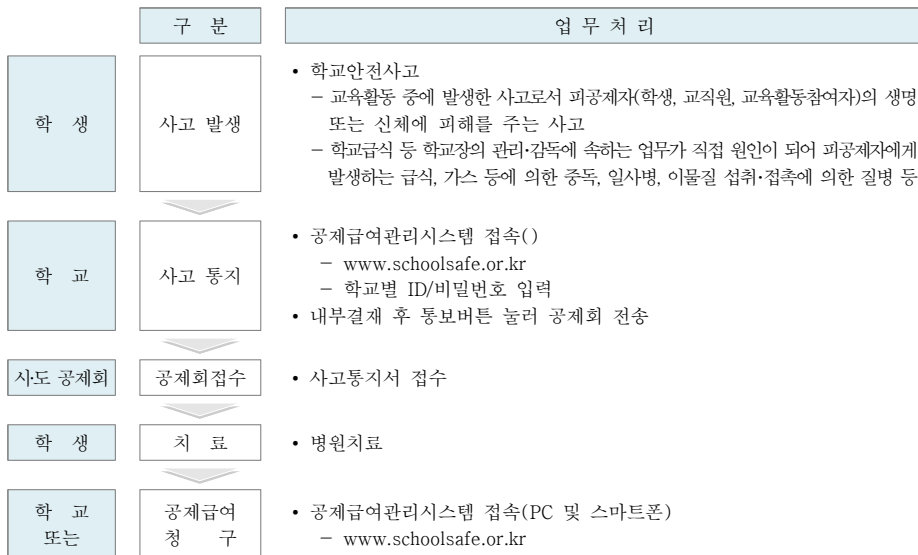 구 분
업 무 처 리
학 생
사고 발생
• 학교안전사고
− 교육활동 중에 발생한 사고로서 피공제자(학생, 교직원, 교육활동참여자)의 생명
또는 신체에 피해를 주는 사고
− 학교급식 등 학교장의 관리·감독에 속하는 업무가 직접 원인이 되어 피공제자에게
발생하는 급식, 가스 등에 의한 중독, 일사병, 이물질 섭취·접촉에 의한 질병 등
학 교
사고 통지
• 공제급여관리시스템 접속()
− www.schoolsafe.or.kr
− 학교별 ID/비밀번호 입력
• 내부결재 후 통보버튼 눌러 공제회 전송
시·도 공제회
공제회접수
• 사고통지서 접수
학 생
치 료
• 병원치료
학 교
또는
공제급여
청 구
• 공제급여관리시스템 접속(PC 및 스마트폰)
− www.schoolsafe.or.kr